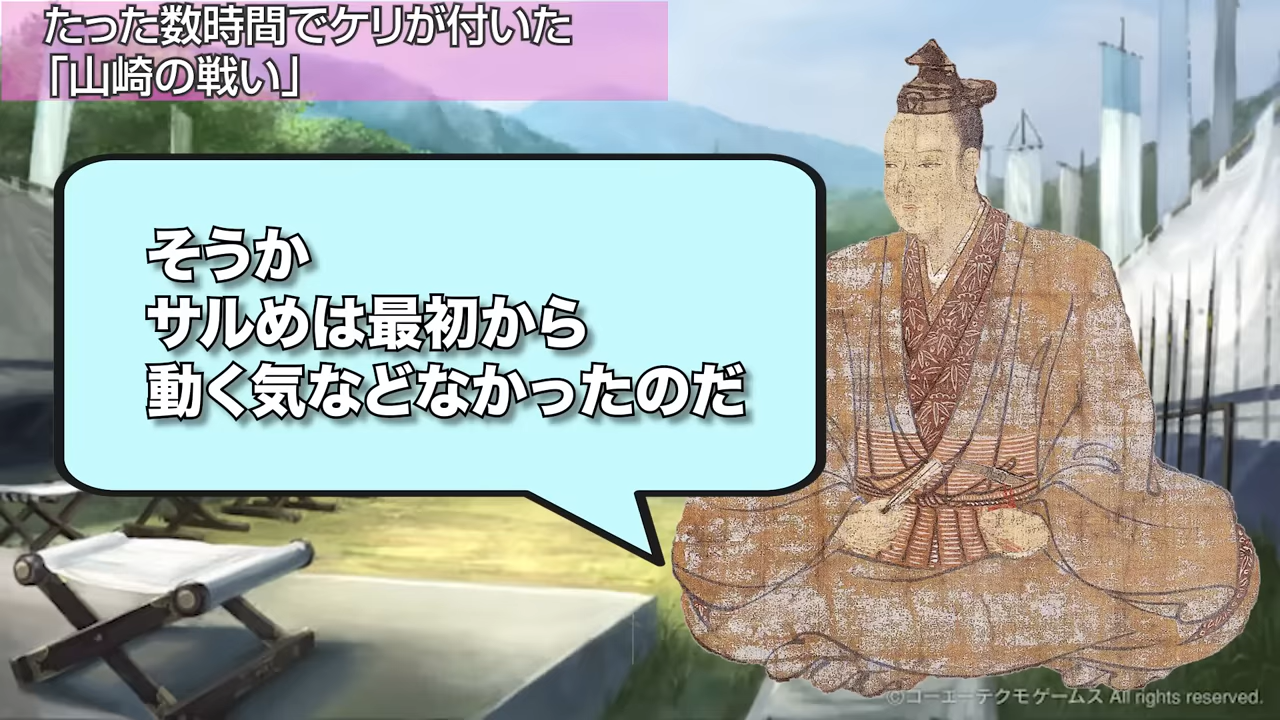 たった数時間でケリが付いた
「山崎の戦い」
そうか
サルめは最初から
動く気などなかったのだ
©コーエーテクモゲームス All rights reserved.